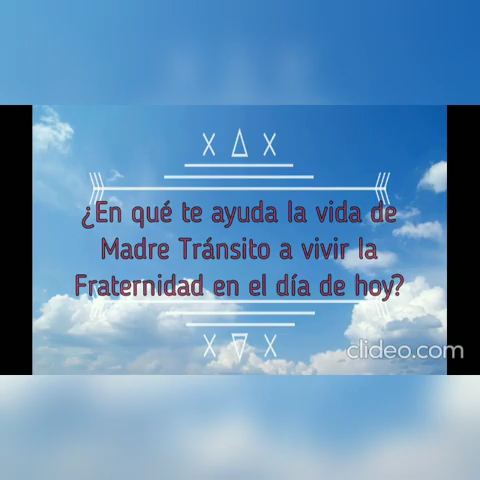 ¿En qué te ayuda la vida de
Madre Tránsito a vivir la
Fraternidad en el día de hoy?
clideo.com